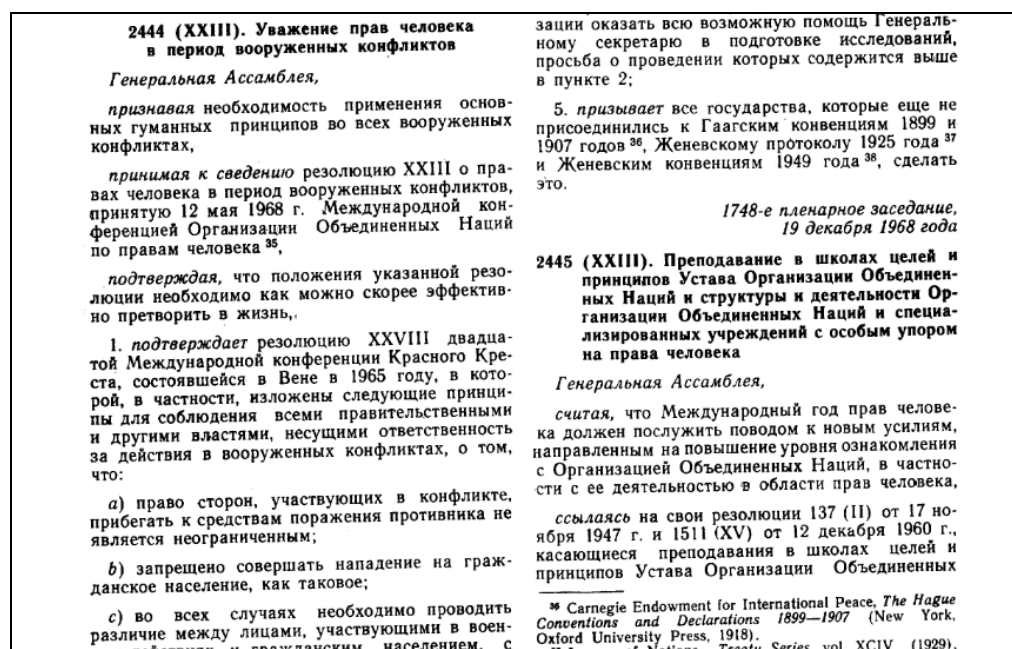 2444 (XXIII). Уважение прав человека
в период вооруженных конфликтов
Генеральная Ассамблея,
признавая необходимость применения основ-
ных гуманных принципов во всех вооруженных
конфликтах,
принимая к сведению резолюцию XXIII о пра-
вах человека в период вооруженных конфликтов,
принятую 12 мая 1968 г. Международной кон-
ференцией Организации Объединенных Наций
по правам человека 35,
подтверждая, что положения указанной резо-
люции необходимо как можно скорее эффектив-
но претворить в жизнь,
1. подтверждает резолюцию XXVIII двадца-
той Международной конференции Красного Кре-
ста, состоявшейся в Вене в 1965 году, в кото-
рой, в частности, изложены следующие принци-
пы для соблюдения всеми правительственными
и другими властями, несущими ответственность
за действия в вооруженных конфликтах, о том,
что:
a) право сторон, участвующих в конфликте,
прибегать к средствам поражения противника не
является неограниченным;
b) запрещено совершать нападение на граж-
данское население, как таковое;
c) во всех случаях необходимо проводить
различие между лицами, участвующими в воен-
населением, с
зации оказать всю возможную помощь Генераль-
ному секретарю в подготовке исследований,
просьба о проведении которых содержится выше
в пункте 2;
5. призывает все государства, которые еще не
присоединились к Гаагским конвенциям 1899 и
1907 годов 36, Женевскому протоколу 1925 года 37
и Женевским конвенциям 1949 года 38, сделать
это.
1748-е пленарное заседание,
19 декабря 1968 года
2445 (XXIII). Преподавание в школах целей и
принципов Устава Организации Объединен-
ных Наций и структуры и деятельности Ор-
ганизации Объединенных Наций и специа-
лизированных учреждений с особым упором
на права человека
Генеральная Ассамблея,
считая, что Международный год прав челове-
ка должен послужить поводом к новым усилиям,
направленным на повышение уровня ознакомления
с Организацией Объединенных Наций, в частно-
сти с ее деятельностью в области прав человека,
ссылаясь на свои резолюции 137 (II) от 17 но-
ября 1947 г. и 1511 (XV) от 12 декабря 1960 г.,
касающиеся преподавания в школах целей и
принципов Устава Организации Объединенных
36 Carnegie Endowment for International Peace, The Hague
Conventions and Declarations 1899—1907 (New York,
Oxford University Press, 1918).
Nations, Treaty Series, vol. XCIV (1929),